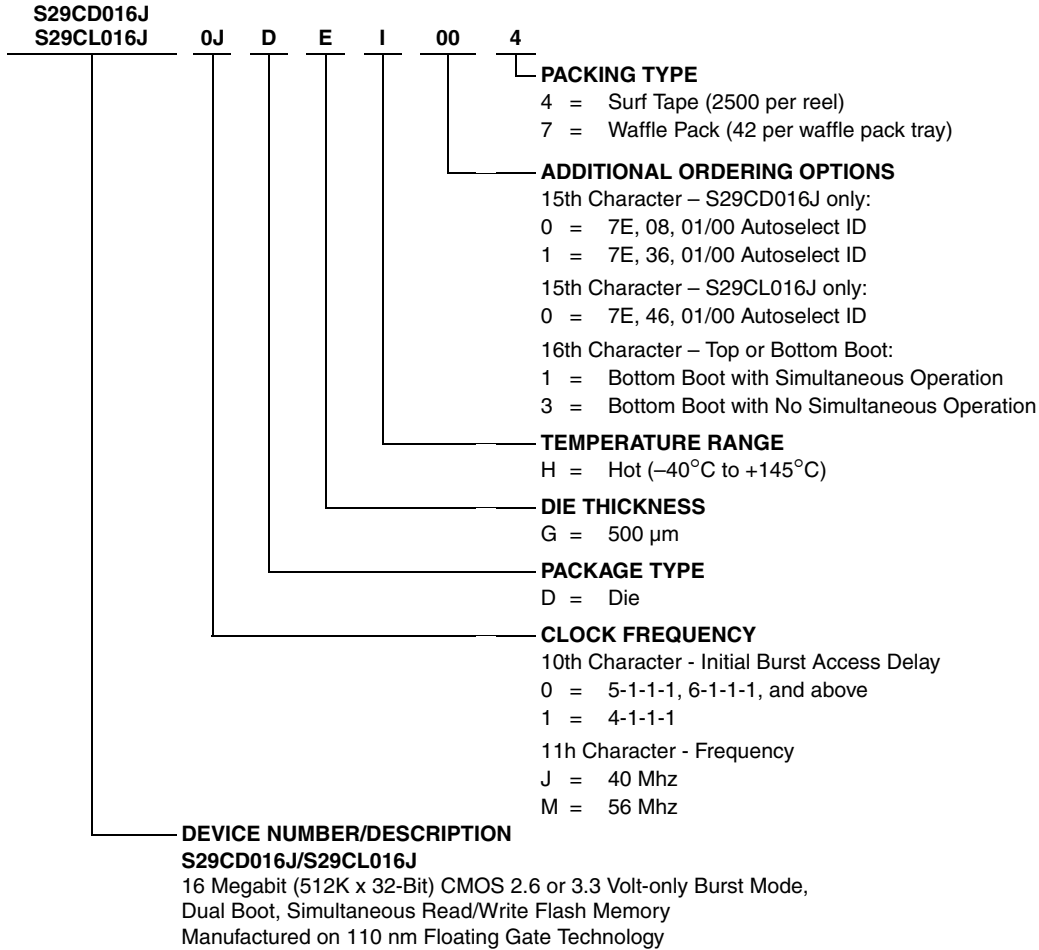 S29CD016J
S29CL016J 0J D E I 00 4
PACKING TYPE
4 = Surf Tape (2500 per reel)
7 = Waffle Pack (42 per waffle pack tray)
ADDITIONAL ORDERING OPTIONS
15th Character – S29CD016J only:
0 = 7E, 08, 01/00 Autoselect ID
1 = 7E, 36, 01/00 Autoselect ID
15th Character – S29CL016J only:
0 = 7E, 46, 01/00 Autoselect ID
16th Character – Top or Bottom Boot:
1 = Bottom Boot with Simultaneous Operation
3 = Bottom Boot with No Simultaneous Operation
TEMPERATURE RANGE
H = Hot (–40°C to +145°C)
DIE THICKNESS
G = 500 µm
PACKAGE TYPE
D = Die
CLOCK FREQUENCY
10th Character - Initial Burst Access Delay
0 = 5-1-1-1, 6-1-1-1, and above
1 = 4-1-1-1
11h Character - Frequency
J = 40 Mhz
M = 56 Mhz
DEVICE NUMBER/DESCRIPTION
S29CD016J/S29CL016J
16 Megabit (512K x 32-Bit) CMOS 2.6 or 3.3 Volt-only Burst Mode,
Dual Boot, Simultaneous Read/Write Flash Memory
Manufactured on 110 nm Floating Gate Technology